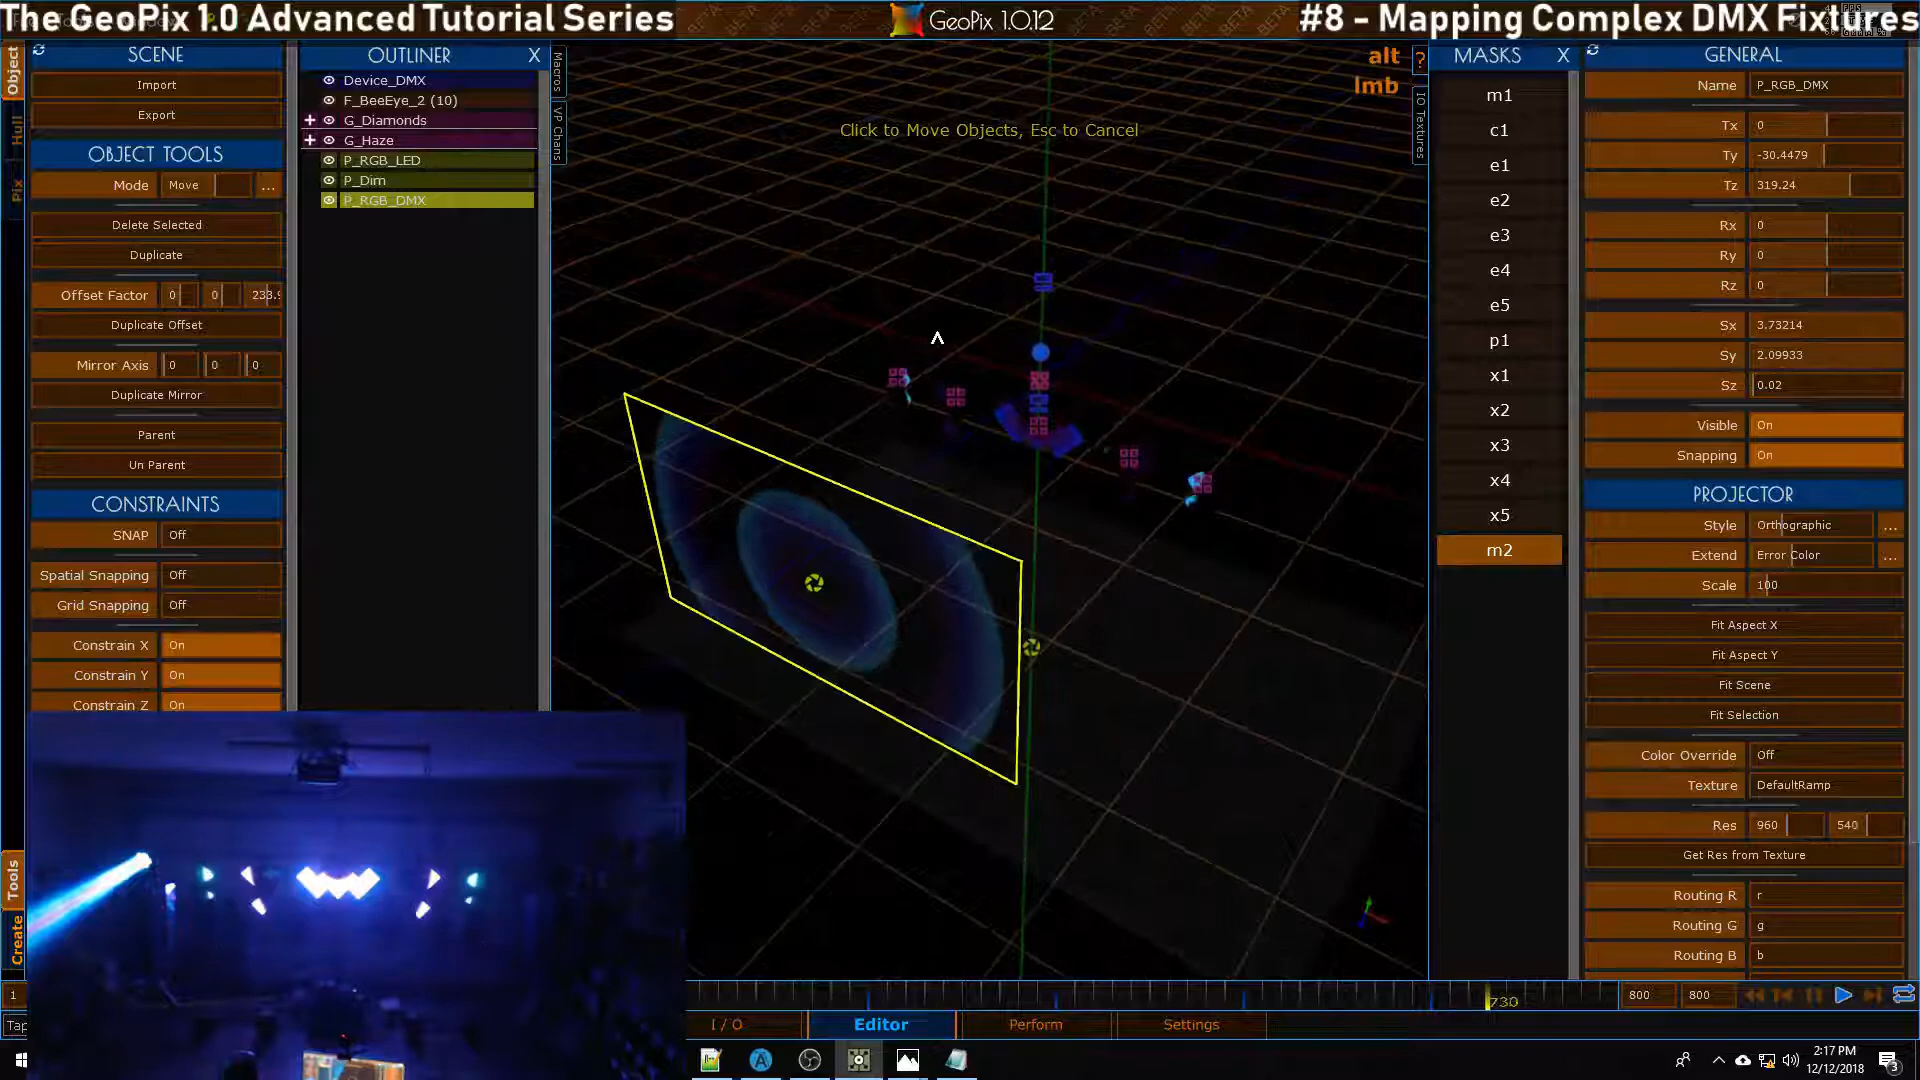 The GeoPix 1.0 Advanced Tutorial Series
GeoPix 1.0.12
#8 - Mapping Complex DMX Fixtures
Object
Hull
Pix
Tools
Create
SCENE
Import
Export
OBJECT TOOLS
Mode Move ...
Delete Selected
Duplicate
Offset Factor 0 0 233.9
Duplicate Offset
Mirror Axis 0 0 0
Duplicate Mirror
Parent
Un Parent
CONSTRAINTS
SNAP Off
Spatial Snapping Off
Grid Snapping Off
Constrain X On
Constrain Y On
Constrain Z On
OUTLINER X
Device_DMX
F_BeeEye_2 (10)
G_Diamonds
G_Haze
P_RGB_LED
P_Dim
P_RGB_DMX
Macros
VP Chans
alt
lmb
?
Click to Move Objects, Esc to Cancel
IO Textures
MASKS X
m1
c1
e1
e2
e3
e4
e5
p1
x1
x2
x3
x4
x5
m2
GENERAL
Name P_RGB_DMX
Tx 0
Ty -30.4479
Tz 319.24
Rx 0
Ry 0
Rz 0
Sx 3.73214
Sy 2.09933
Sz 0.02
Visible On
Snapping On
PROJECTOR
Style Orthographic ...
Extend Error Color ...
Scale 100
Fit Aspect X
Fit Aspect Y
Fit Scene
Fit Selection
Color Override Off
Texture DefaultRamp
Res 960 540
Get Res from Texture
Routing R r
Routing G g
Routing B b
1
730
800 800
Tap
I / O
Editor
Perform
Settings
2:17 PM
12/12/2018
3